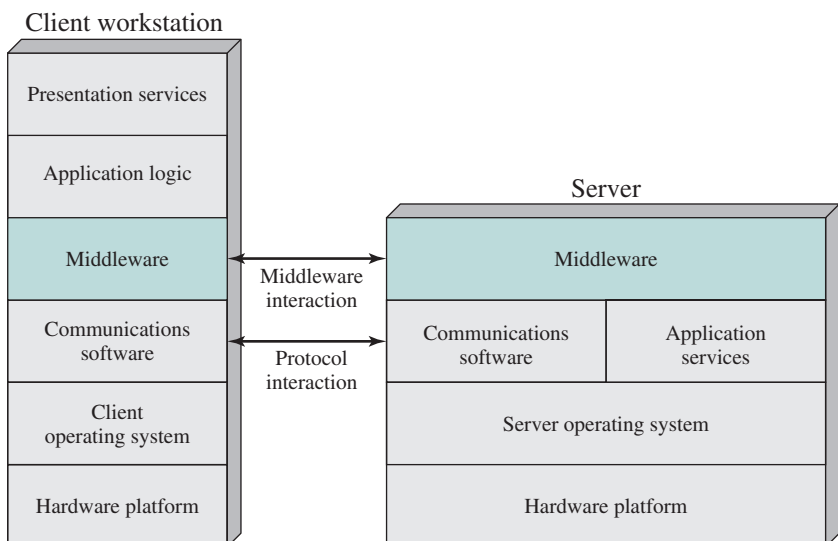 Client workstation
Presentation services
Application logic
Middleware
Communications
software
Client
operating system
Hardware platform
Middleware
interaction
Protocol
interaction
Server
Middleware
Communications
software
Application
services
Server operating system
Hardware platform